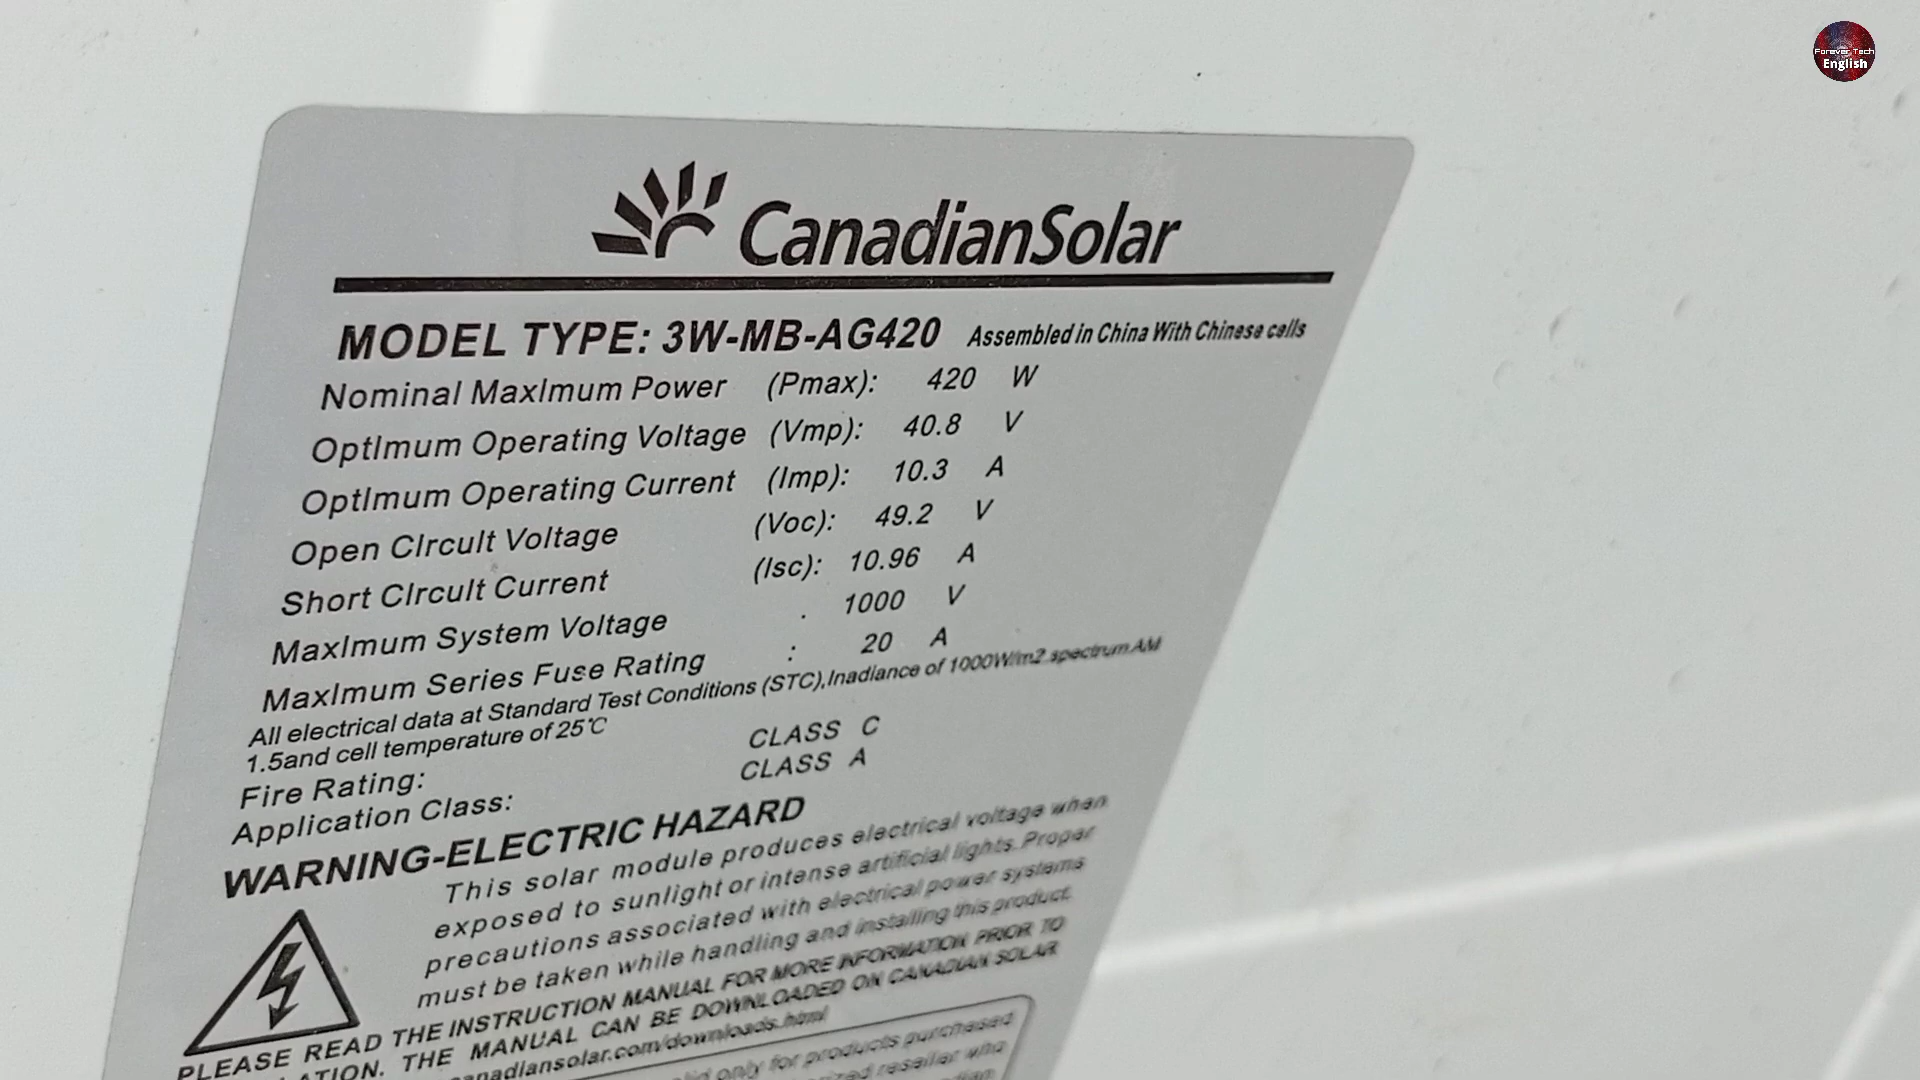 Forever Tech
English
CanadianSolar
MODEL TYPE: 3W-MB-AG420 Assembled in China With Chinese cells
Nominal MaxImum Power (Pmax): 420 W
OptImum Operating Voltage (Vmp): 40.8 V
OptImum Operating Current (Imp): 10.3 A
Open CIrcuIt Voltage (Voc): 49.2 V
Short CIrcuIt Current (Isc): 10.96 A
MaxImum System Voltage : 1000 V
MaxImum Series Fuse Rating : 20 A
All electrical data at Standard Test Conditions (STC),Inadiance of 1000W/m2.spectrum AM
1.5and cell temperature of 25℃
Fire Rating: CLASS C
Application Class: CLASS A
WARNING-ELECTRIC HAZARD
This solar module produces electrical voltage when
exposed to sunlight or intense artificial lights. Proper
precautions associated with electrical power systems
must be taken while handling and installing this product.
PLEASE READ THE INSTRUCTION MANUAL FOR MORE INFORMATION PRIOR TO
LATION. THE MANUAL CAN BE DOWNLOADED ON CANADIAN SOLAR
canadiansolar.com/downloads.html
only for products purchased
reseller who